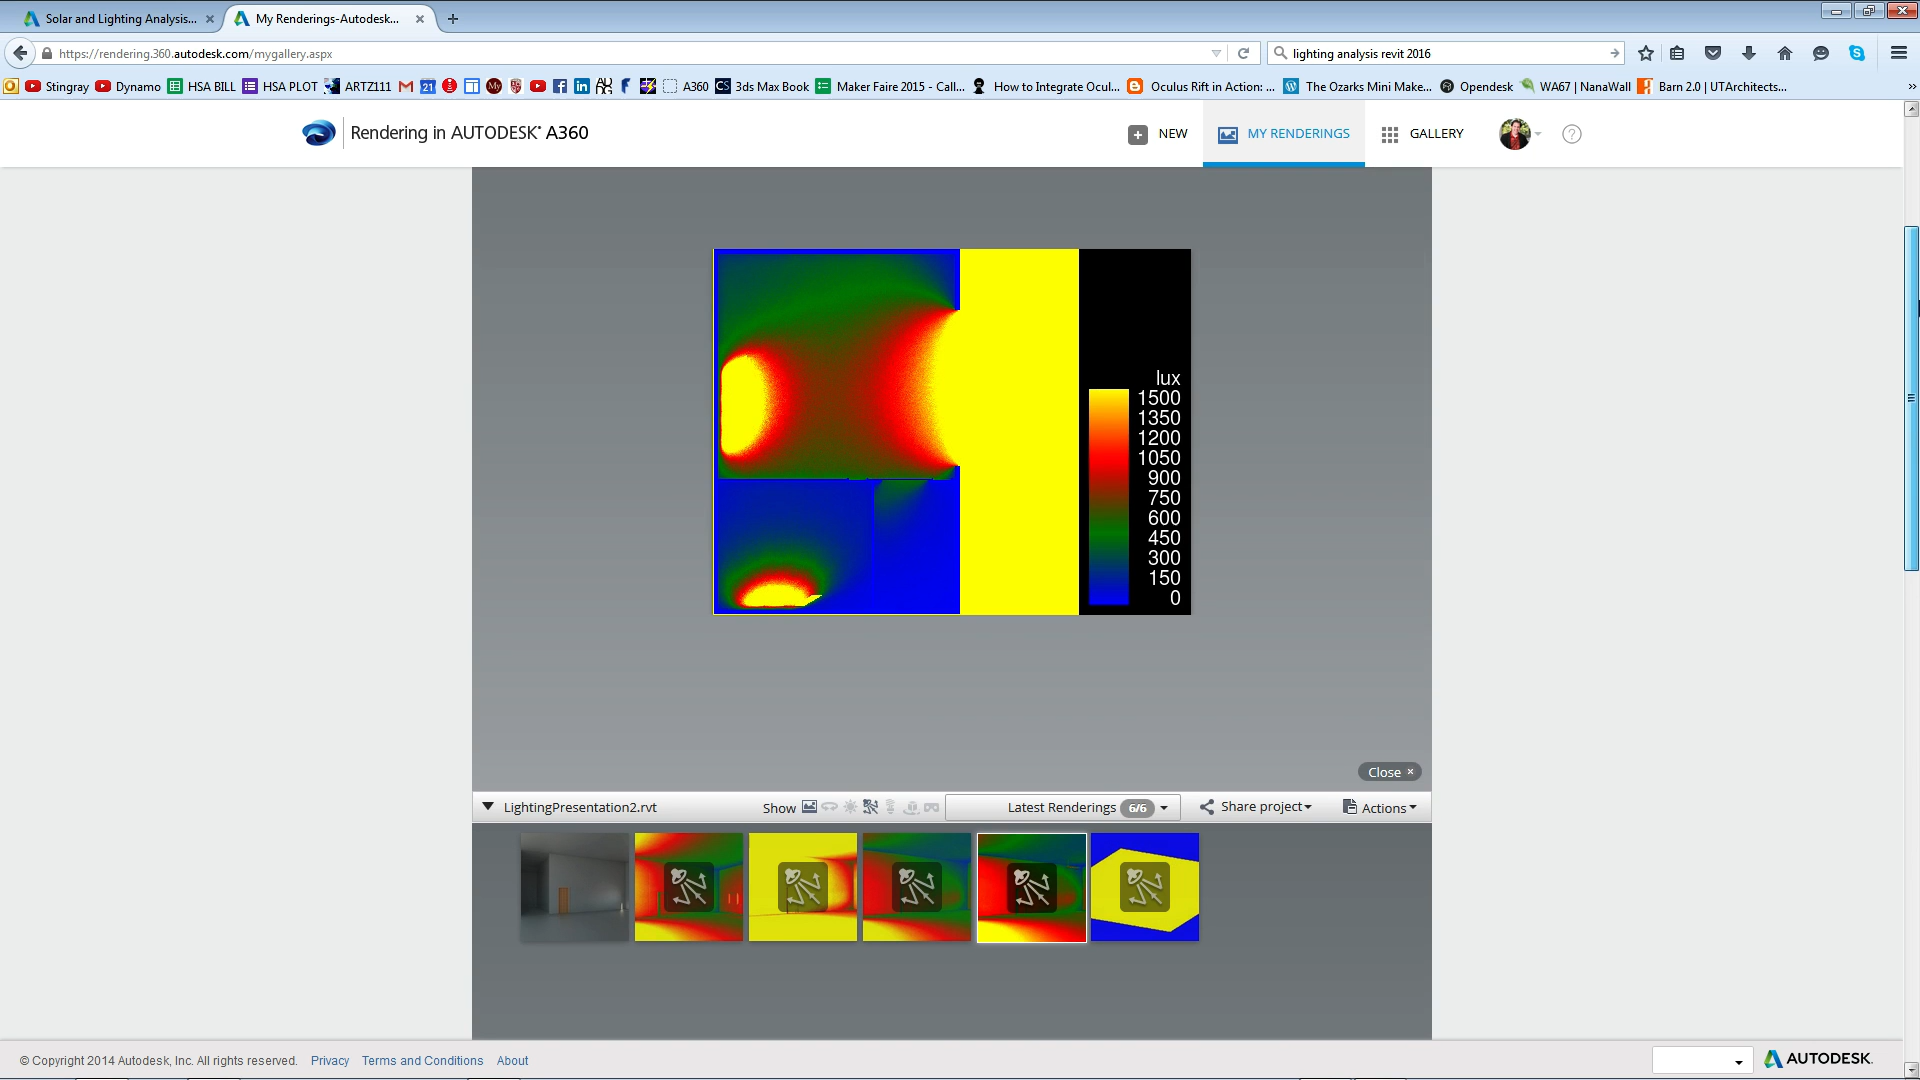 Solar and Lighting Analysis...
My Renderings-Autodesk...
https://rendering.360.autodesk.com/mygallery.aspx
lighting analysis revit 2016
Stingray Dynamo HSA BILL HSA PLOT ARTZ111 21 A360 CS 3ds Max Book Maker Faire 2015 - Call... How to Integrate Ocul... Oculus Rift in Action: ... The Ozarks Mini Make... Opendesk WA67 | NanaWall Barn 2.0 | UTArchitects...
Rendering in AUTODESK® A360
NEW
MY RENDERINGS
GALLERY
lux
1500
1350
1200
1050
900
750
600
450
300
150
0
Close ×
LightingPresentation2.rvt
Show
Latest Renderings 6/6
Share project
Actions
© Copyright 2014 Autodesk, Inc. All rights reserved. Privacy Terms and Conditions About
AUTODESK.